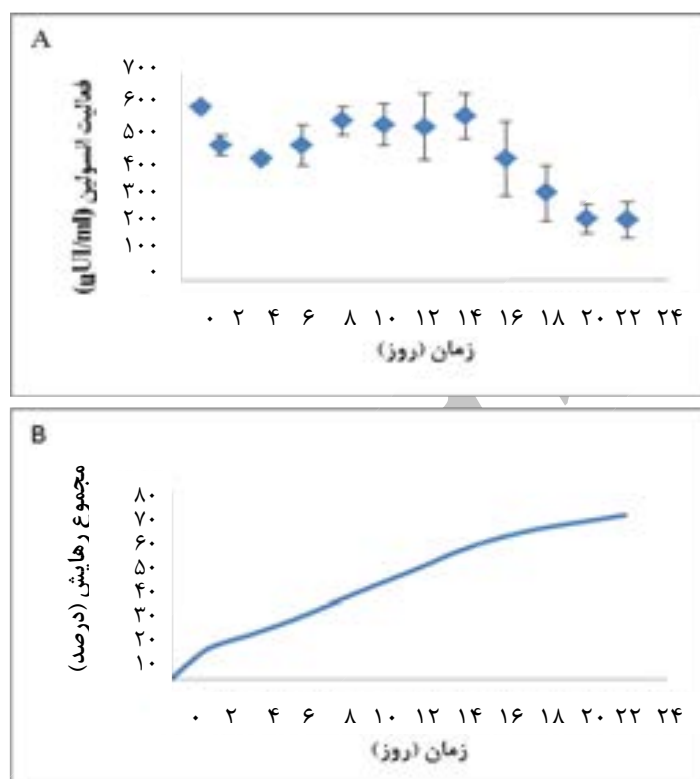 A
فعالیت انسولین (µUI/ml)
۷۰۰
۶۰۰
۵۰۰
۴۰۰
۳۰۰
۲۰۰
۱۰۰
۰
۰ ۲ ۴ ۶ ۸ ۱۰ ۱۲ ۱۴ ۱۶ ۱۸ ۲۰ ۲۲ ۲۴
زمان (روز)
B
مجموع رهایش (درصد)
۸۰
۷۰
۶۰
۵۰
۴۰
۳۰
۲۰
۱۰
۰ ۲ ۴ ۶ ۸ ۱۰ ۱۲ ۱۴ ۱۶ ۱۸ ۲۰ ۲۲ ۲۴
زمان (روز)